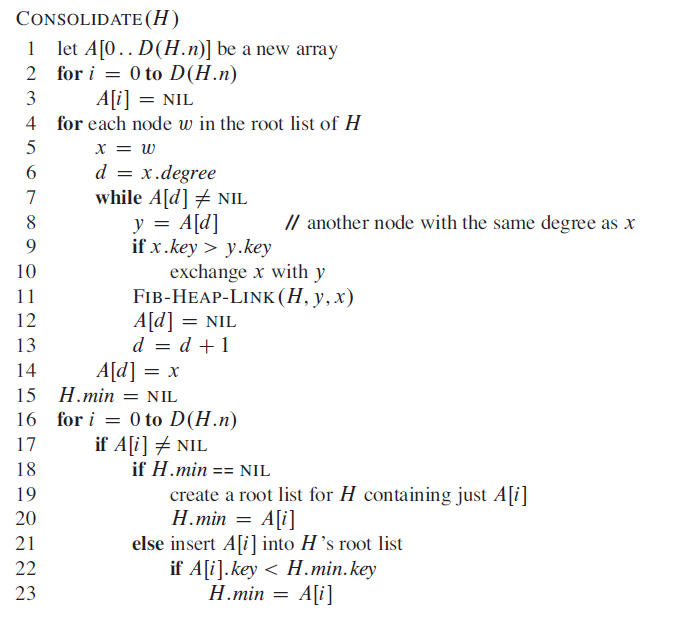 CONSOLIDATE(H)
1 let A[0 . . D(H.n)] be a new array
2 for i = 0 to D(H.n)
3 A[i] = NIL
4 for each node w in the root list of H
5 x = w
6 d = x.degree
7 while A[d] ≠ NIL
8 y = A[d] // another node with the same degree as x
9 if x.key > y.key
10 exchange x with y
11 FIB-HEAP-LINK(H, y, x)
12 A[d] = NIL
13 d = d + 1
14 A[d] = x
15 H.min = NIL
16 for i = 0 to D(H.n)
17 if A[i] ≠ NIL
18 if H.min == NIL
19 create a root list for H containing just A[i]
20 H.min = A[i]
21 else insert A[i] into H's root list
22 if A[i].key < H.min.key
23 H.min = A[i]